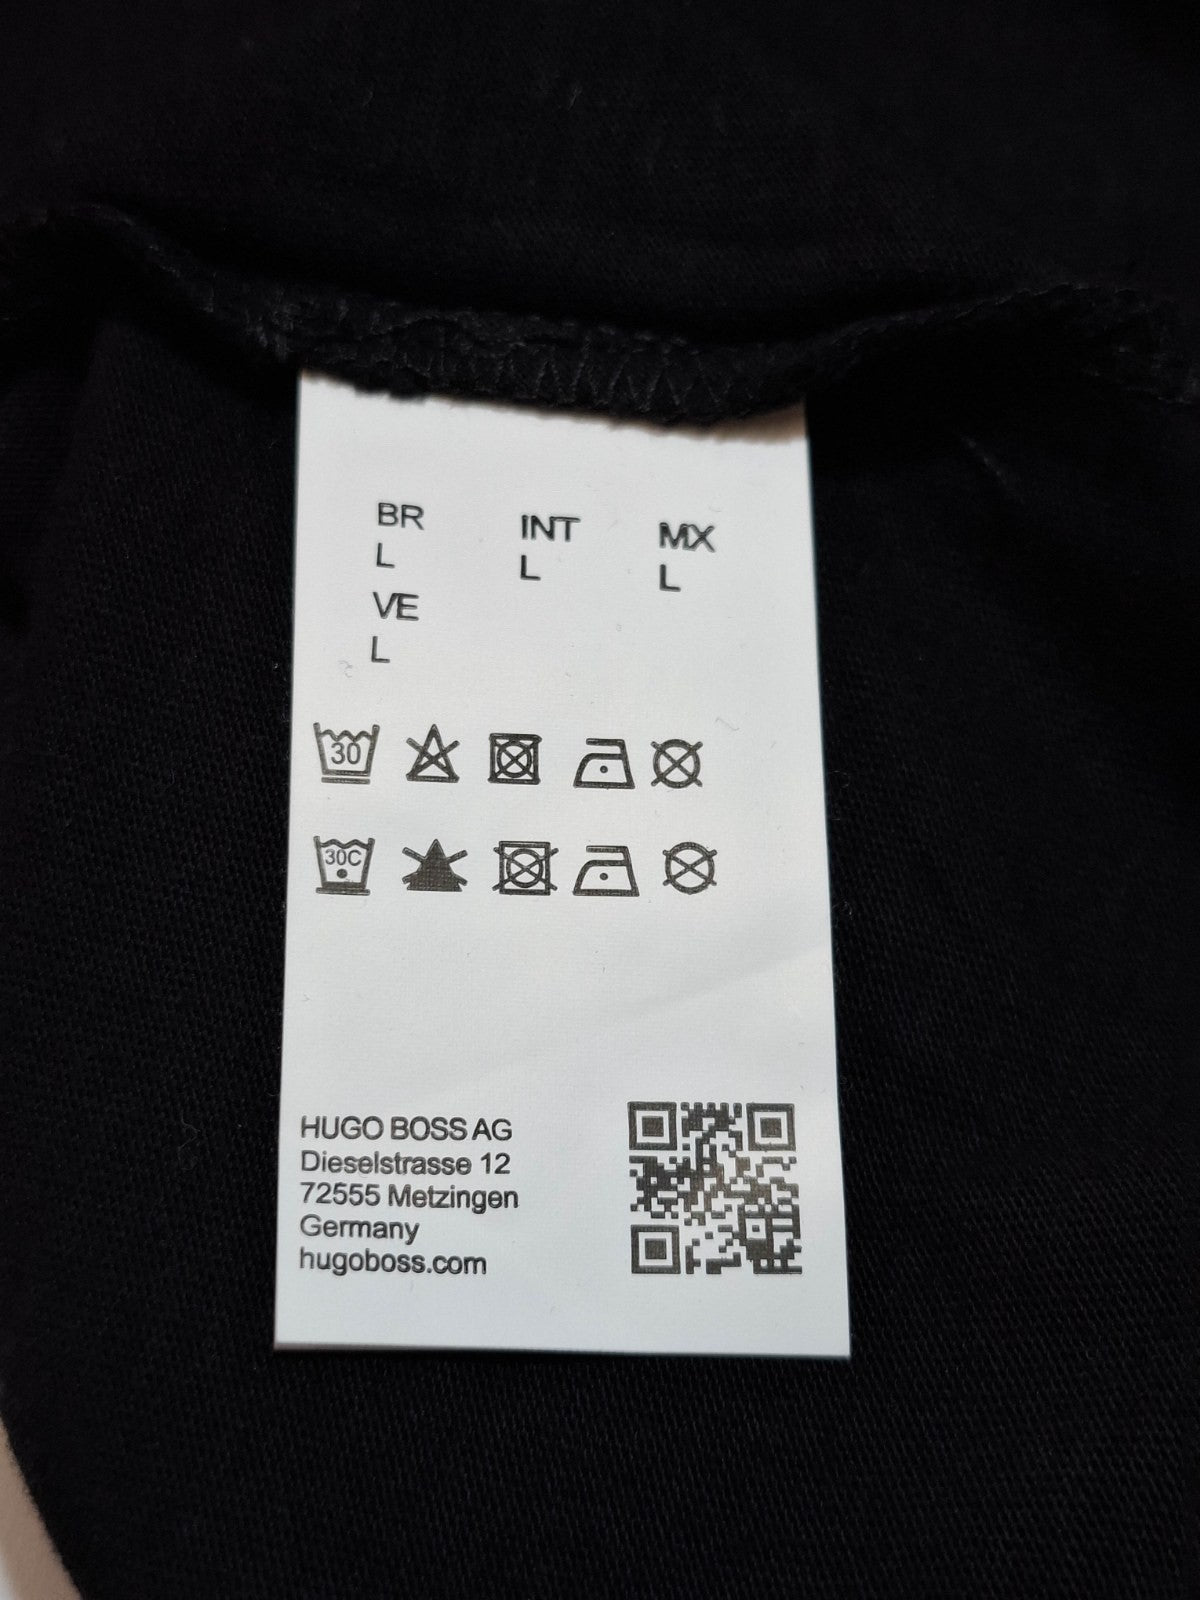 BR INT MX
L L L
VE
L
30
30C
HUGO BOSS AG
Dieselstrasse 12
72555 Metzingen
Germany
hugoboss.com